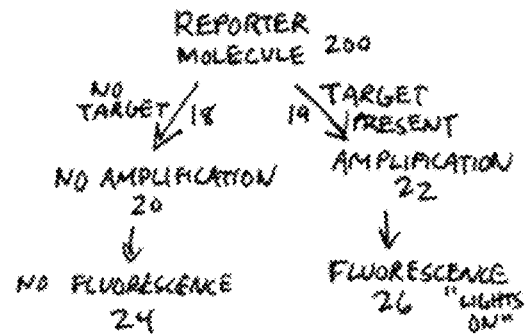 REPORTER
MOLECULE 200
NO
TARGET 18
19 TARGET
PRESENT
NO AMPLIFICATION
20
AMPLIFICATION
22
NO FLUORESCENCE
24
FLUORESCENCE
26 "LIGHTS
ON"